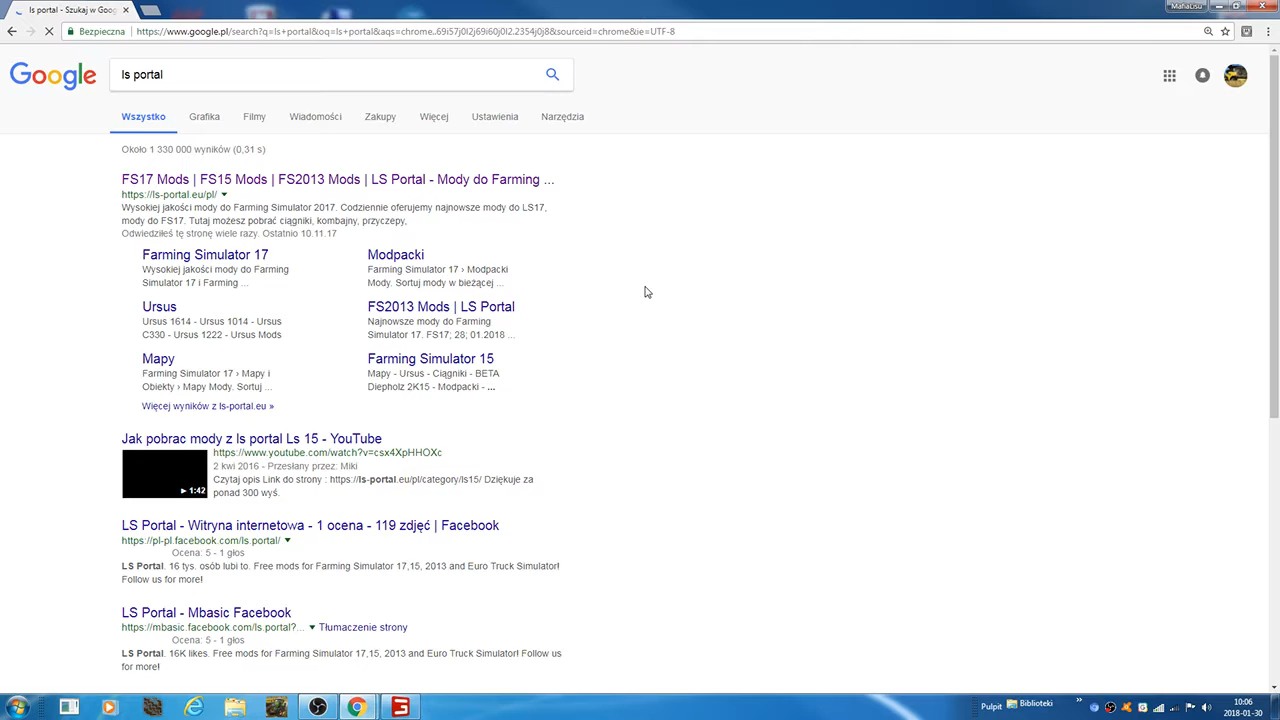 ls portal - Szukaj w Goog
MafiaLisu
Bezpieczna
https://www.google.pl/search?q=ls+portal&oq=ls+portal&aqs=chrome..69i57j0l2j69i60j0l2.2354j0j8&sourceid=chrome&ie=UTF-8
Google
ls portal
Wszystko Grafika Filmy Wiadomości Zakupy Więcej Ustawienia Narzędzia
Około 1 330 000 wyników (0,31 s)
FS17 Mods | FS15 Mods | FS2013 Mods | LS Portal - Mody do Farming ...
https://ls-portal.eu/pl/
Wysokiej jakości mody do Farming Simulator 2017. Codziennie oferujemy najnowsze mody do LS17,
mody do FS17. Tutaj możesz pobrać ciągniki, kombajny, przyczepy,
Odwiedziłeś tę stronę wiele razy. Ostatnio 10.11.17
Farming Simulator 17
Wysokiej jakości mody do Farming
Simulator 17 i Farming ...
Modpacki
Farming Simulator 17 › Modpacki
Mody. Sortuj mody w bieżącej ...
Ursus
Ursus 1614 - Ursus 1014 - Ursus
C330 - Ursus 1222 - Ursus Mods
FS2013 Mods | LS Portal
Najnowsze mody do Farming
Simulator 17. FS17; 28; 01.2018 ...
Mapy
Farming Simulator 17 › Mapy i
Obiekty › Mapy Mody. Sortuj ...
Farming Simulator 15
Mapy - Ursus - Ciągniki - BETA
Diepholz 2K15 - Modpacki - ...
Więcej wyników z ls-portal.eu »
Jak pobrac mody z ls portal Ls 15 - YouTube
https://www.youtube.com/watch?v=csx4XpHHOXc
2 kwi 2016 - Przesłany przez: Miki
Czytaj opis Link do strony : https://ls-portal.eu/pl/category/ls15/ Dziękuje za
ponad 300 wyś.
1:42
LS Portal - Witryna internetowa - 1 ocena - 119 zdjęć | Facebook
https://pl-pl.facebook.com/ls.portal/
Ocena: 5 - 1 głos
LS Portal. 16 tys. osób lubi to. Free mods for Farming Simulator 17,15, 2013 and Euro Truck Simulator!
Follow us for more!
LS Portal - Mbasic Facebook
https://mbasic.facebook.com/ls.portal?... Tłumaczenie strony
Ocena: 5 - 1 głos
LS Portal. 16K likes. Free mods for Farming Simulator 17,15, 2013 and Euro Truck Simulator! Follow us
for more!
Pulpit Biblioteki
10:06
2018-01-30